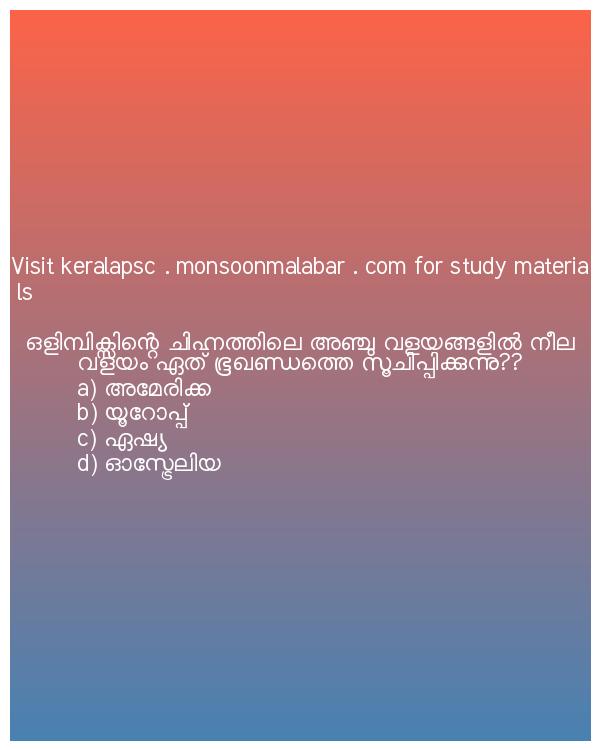 Visit keralapsc . monsoonmalabar . com for study materia
ls
ഒളിമ്പിക്സിന്റെ ചിഹ്നത്തിലെ അഞ്ചു വളയങ്ങളിൽ നീല
വളയം ഏത് ഭൂഖണ്ഡത്തെ സൂചിപ്പിക്കുന്നു??
a) അമേരിക്ക
b) യൂറോപ്പ്
c) ഏഷ്യ
d) ഓസ്ട്രേലിയ